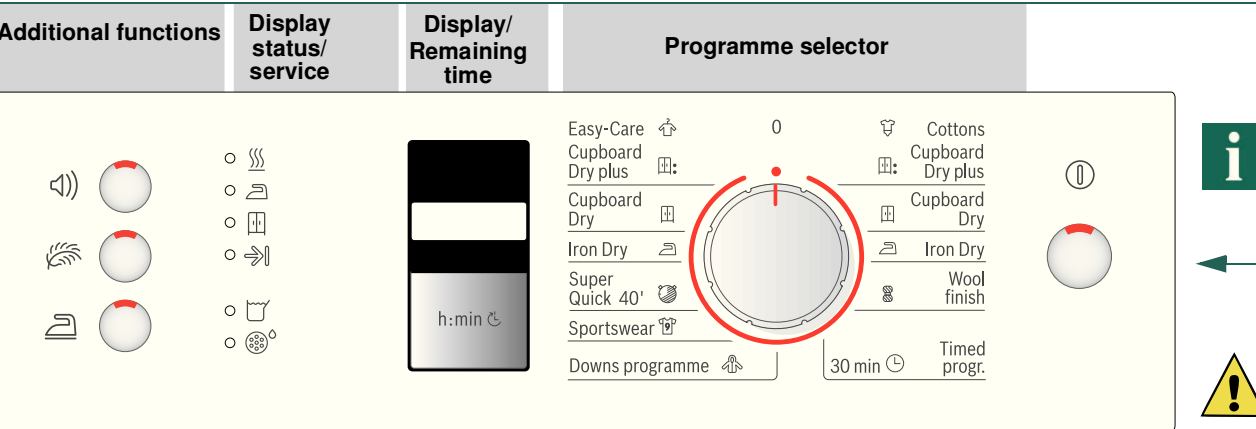 Additional functions
Display
status/
service
Display/
Remaining
time
Programme selector
h:min
Easy-Care
Cupboard
Dry plus
Cupboard
Dry
Iron Dry
Super
Quick 40'
Sportswear
Downs programme
0
Cottons
Cupboard
Dry plus
Cupboard
Dry
Iron Dry
Wool
finish
30 min
Timed
progr.
i